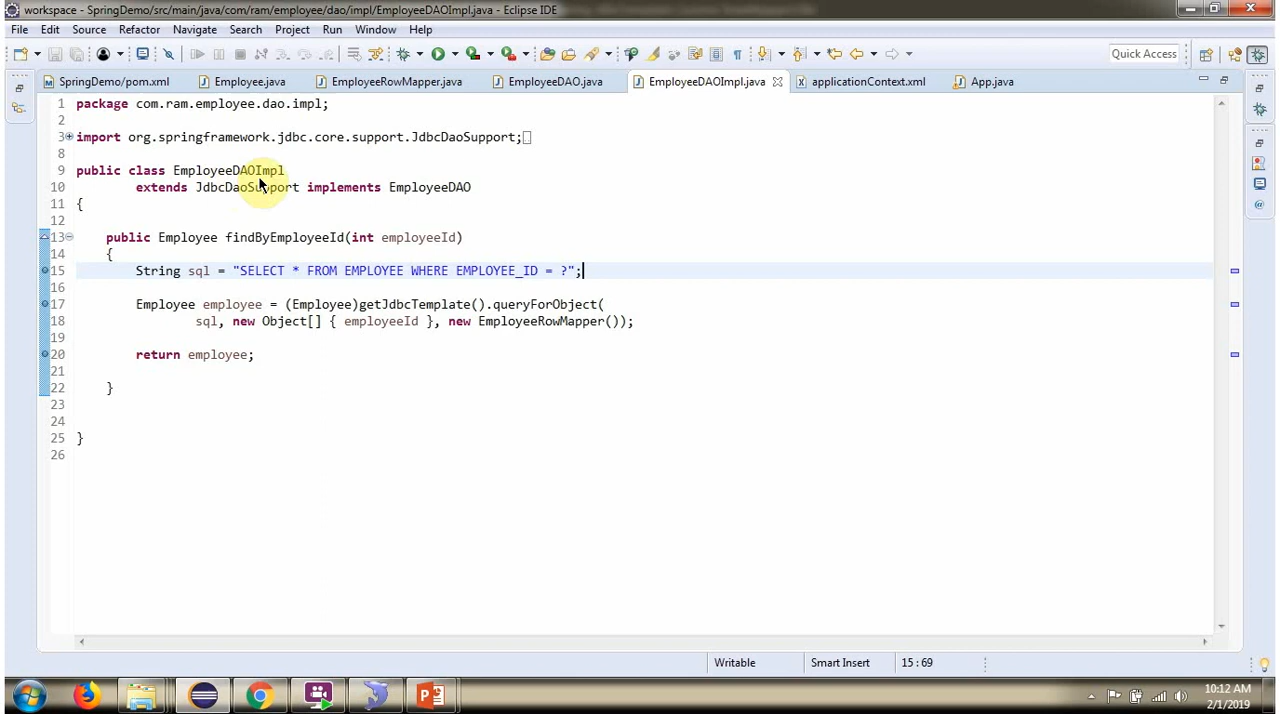 workspace - SpringDemo/src/main/java/com/ram/employee/dao/impl/EmployeeDAOImpl.java - Eclipse IDE
File Edit Source Refactor Navigate Search Project Run Window Help
Quick Access
SpringDemo/pom.xml Employee.java EmployeeRowMapper.java EmployeeDAO.java EmployeeDAOImpl.java applicationContext.xml App.java
1 package com.ram.employee.dao.impl;
2
3 import org.springframework.jdbc.core.support.JdbcDaoSupport;
8
9 public class EmployeeDAOImpl
10 extends JdbcDaoSupport implements EmployeeDAO
11 {
12
13 public Employee findByEmployeeId(int employeeId)
14 {
15 String sql = "SELECT * FROM EMPLOYEE WHERE EMPLOYEE_ID = ?";
16
17 Employee employee = (Employee)getJdbcTemplate().queryForObject(
18 sql, new Object[] { employeeId }, new EmployeeRowMapper());
19
20 return employee;
21
22 }
23
24
25 }
26
Writable Smart Insert 15 : 69
10:12 AM
2/1/2019